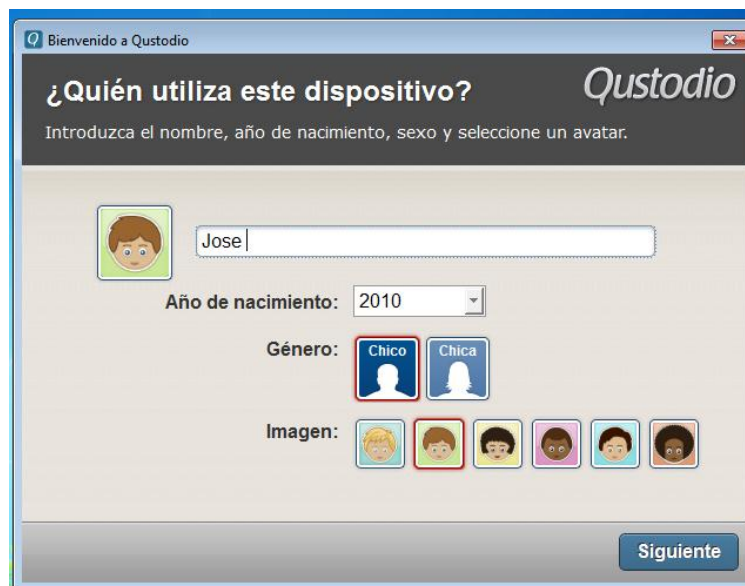 Bienvenido a Qustodio
¿Quién utiliza este dispositivo?
Qustodio
Introduzca el nombre, año de nacimiento, sexo y seleccione un avatar.
Jose
Año de nacimiento: 2010
Género: Chico Chica
Imagen:
Siguiente